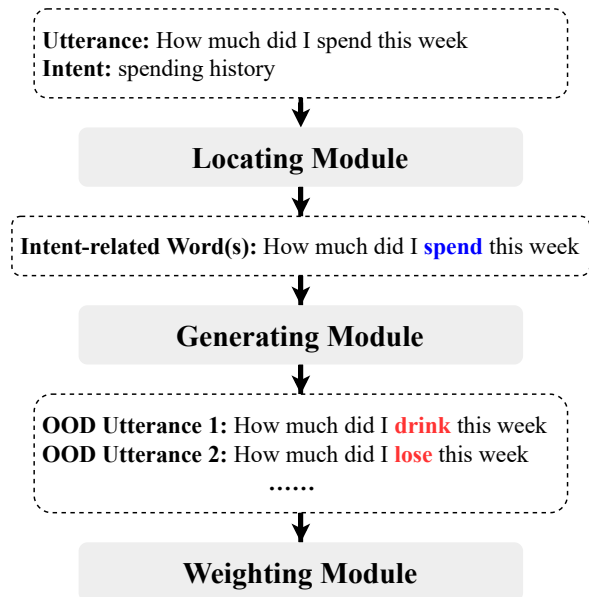 Utterance: How much did I spend this week
Intent: spending history
Locating Module
Intent-related Word(s): How much did I spend this week
Generating Module
OOD Utterance 1: How much did I drink this week
OOD Utterance 2: How much did I lose this week
......
Weighting Module